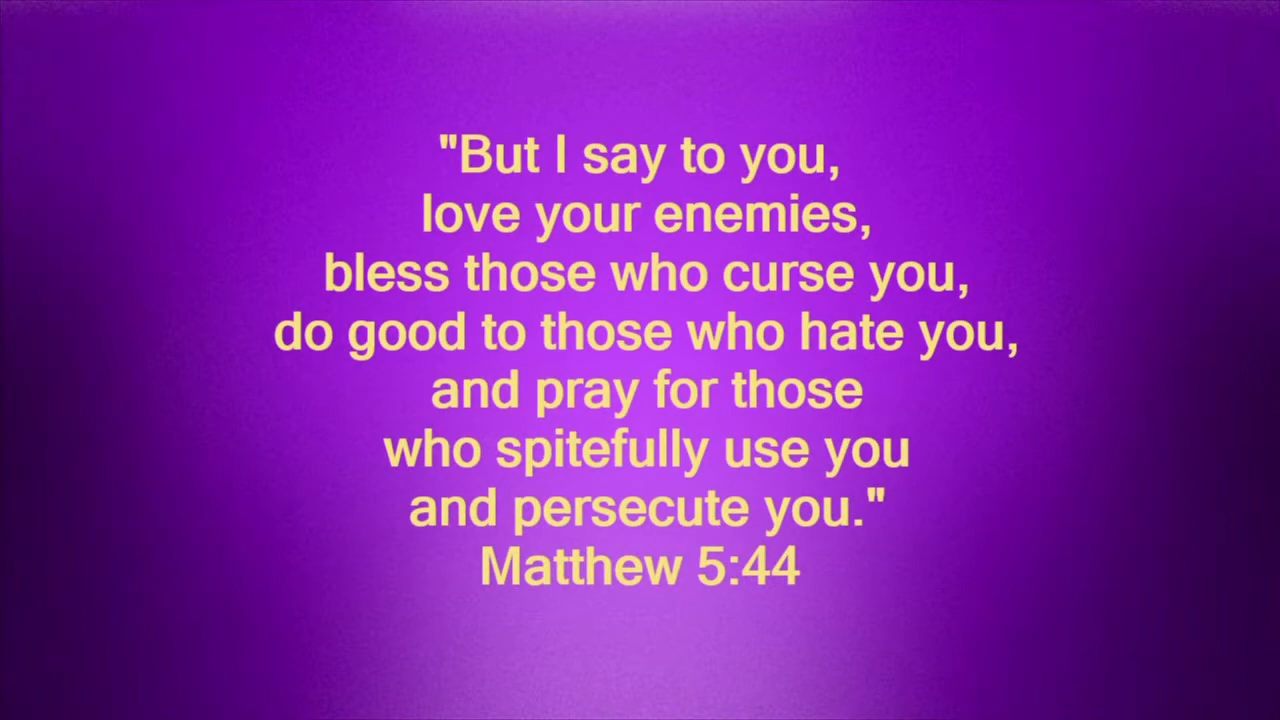 "But I say to you,
love your enemies,
bless those who curse you,
do good to those who hate you,
and pray for those
who spitefully use you
and persecute you."
Matthew 5:44